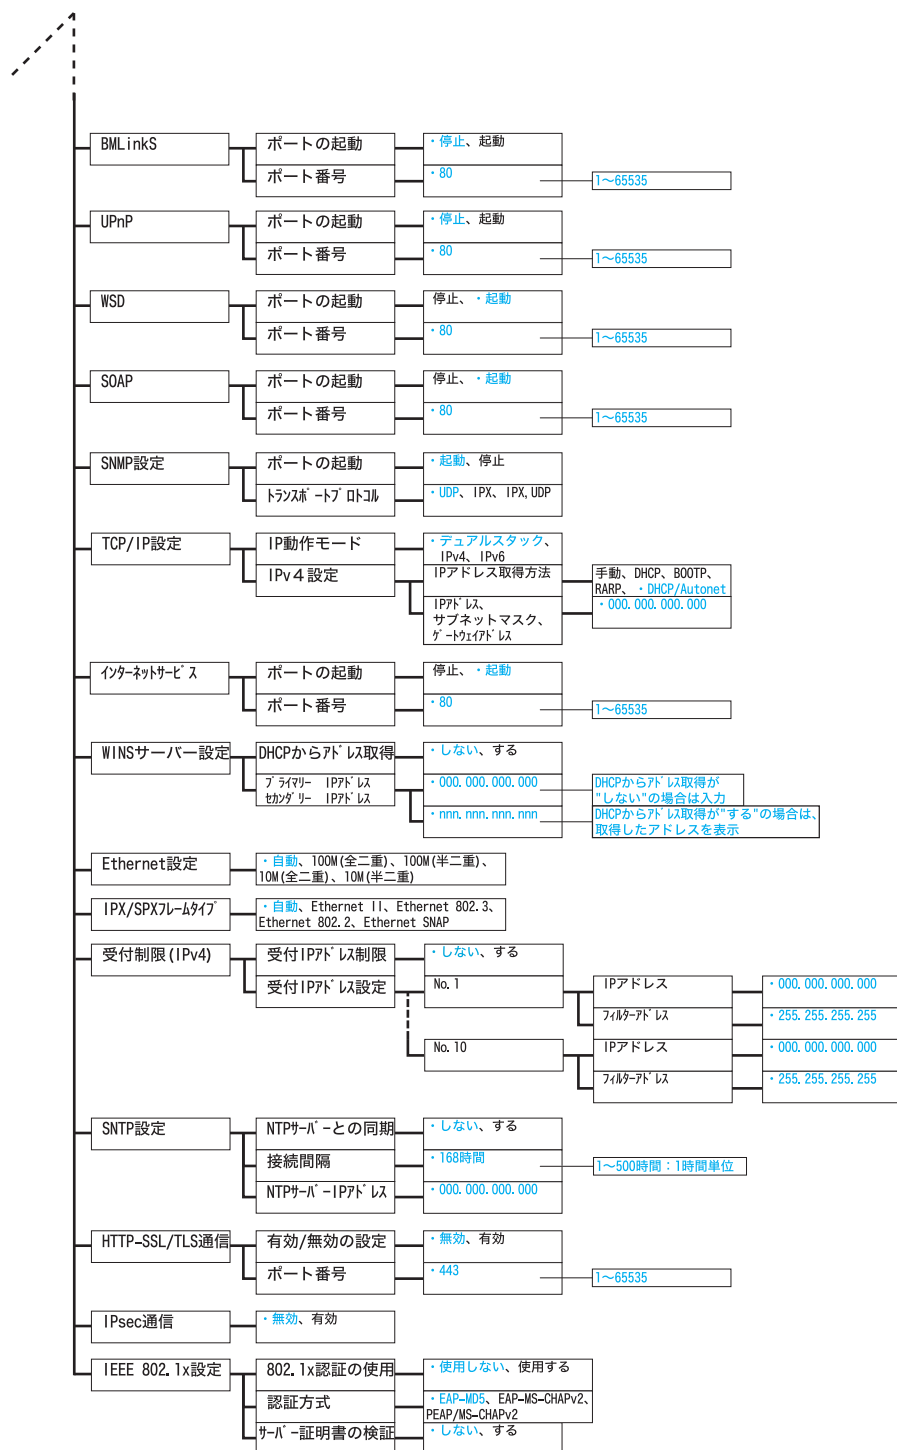 BMLinkS
ポートの起動
・停止、起動
ポート番号
・80
1～65535
UPnP
ポートの起動
・停止、起動
ポート番号
・80
1～65535
WSD
ポートの起動
停止、・起動
ポート番号
・80
1～65535
SOAP
ポートの起動
停止、・起動
ポート番号
・80
1～65535
SNMP設定
ポートの起動
・起動、停止
ﾄﾗﾝｽﾎﾟｰﾄﾌﾟﾛﾄｺﾙ
・UDP、IPX、IPX,UDP
TCP/IP設定
IP動作モード
・デュアルスタック、
IPv4、IPv6
IPv４設定
IPアドレス取得方法
手動、DHCP、BOOTP、
RARP、・DHCP/Autonet
IPｱﾄﾞﾚｽ、
サブネットマスク、
ｹﾞｰﾄｳｪｲｱﾄﾞﾚｽ
・000.000.000.000
ｲﾝﾀｰﾈｯﾄｻｰﾋﾞｽ
ポートの起動
停止、・起動
ポート番号
・80
1～65535
WINSサーバー設定
DHCPからｱﾄﾞﾚｽ取得
・しない、する
ﾌﾟﾗｲﾏﾘｰ IPｱﾄﾞﾚｽ
ｾｶﾝﾀﾞﾘｰ IPｱﾄﾞﾚｽ
・000.000.000.000
DHCPからｱﾄﾞﾚｽ取得が
"しない"の場合は入力
・nnn.nnn.nnn.nnn
DHCPからｱﾄﾞﾚｽ取得が"する"の場合は、
取得したアドレスを表示
Ethernet設定
・自動、100M(全二重)、100M(半二重)、
10M(全二重)、10M(半二重)
IPX/SPXﾌﾚｰﾑﾀｲﾌﾟ
・自動、Ethernet II、Ethernet 802.3、
Ethernet 802.2、Ethernet SNAP
受付制限(IPv4)
受付IPｱﾄﾞﾚｽ制限
・しない、する
受付IPｱﾄﾞﾚｽ設定
No.1
IPアドレス
・000.000.000.000
ﾌｨﾙﾀｰｱﾄﾞﾚｽ
・255.255.255.255
No.10
IPアドレス
・000.000.000.000
ﾌｨﾙﾀｰｱﾄﾞﾚｽ
・255.255.255.255
SNTP設定
NTPｻｰﾊﾞｰとの同期
・しない、する
接続間隔
・168時間
1～500時間：1時間単位
NTPｻｰﾊﾞｰIPｱﾄﾞﾚｽ
・000.000.000.000
HTTP-SSL/TLS通信
有効/無効の設定
・無効、有効
ポート番号
・443
1～65535
IPsec通信
・無効、有効
IEEE 802.1x設定
802.1x認証の使用
・使用しない、使用する
認証方式
・EAP-MD5、EAP-MS-CHAPv2、
PEAP/MS-CHAPv2
ｻｰﾊﾞｰ証明書の検証
・しない、する